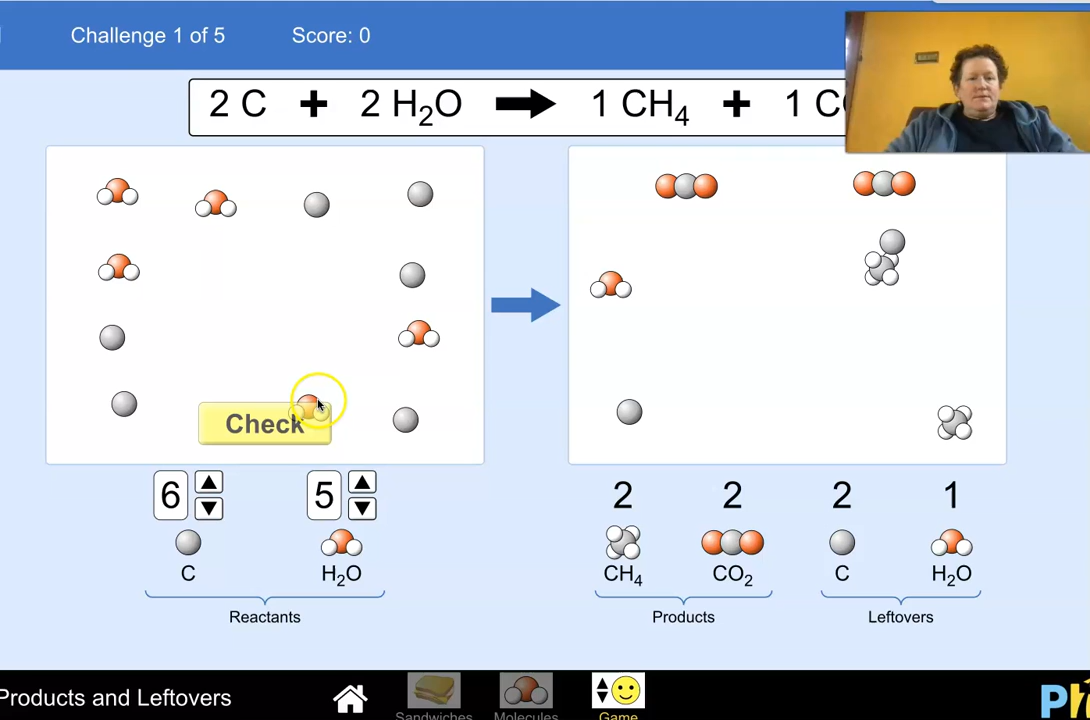 Challenge 1 of 5 Score: 0
2 C + 2 H₂O → 1 CH₄ + 1
Check
6 5 2 2 2 1
C H₂O CH₄ CO₂ C H₂O
Reactants Products Leftovers
Products and Leftovers
Sandwiches Molecules Game